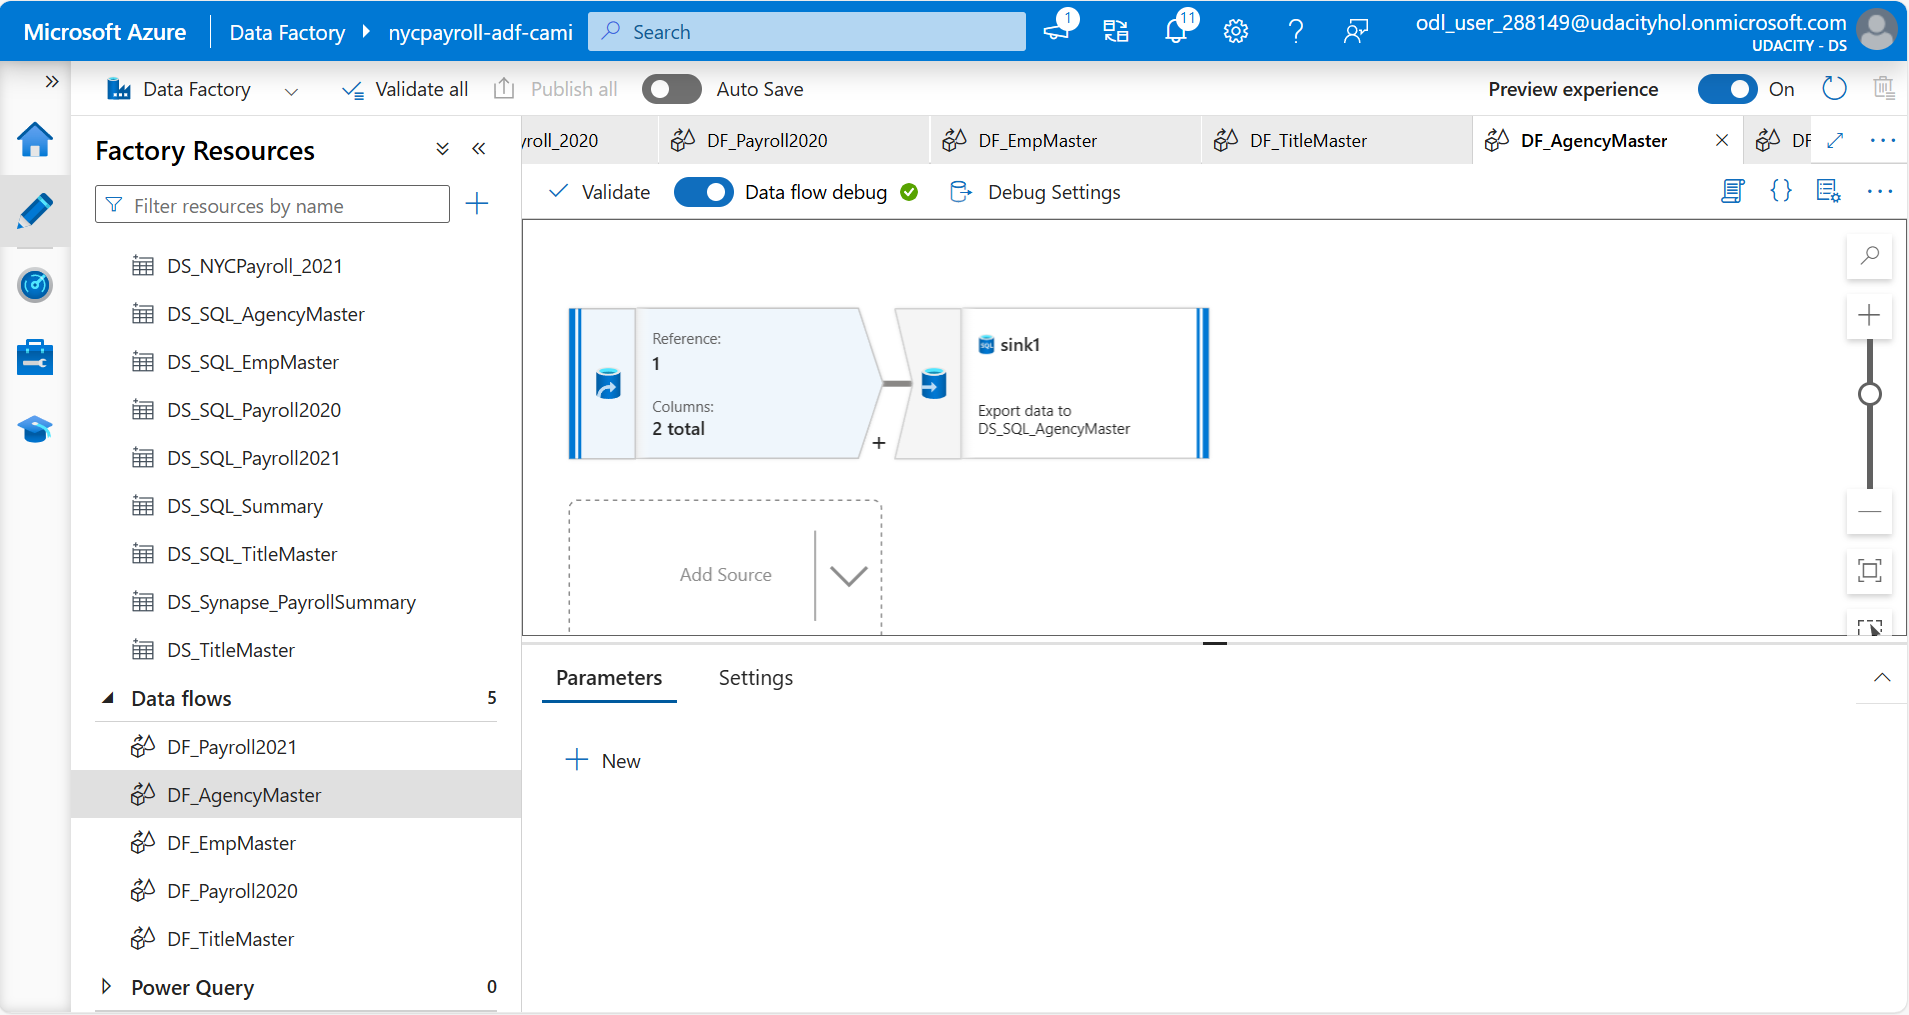 Microsoft Azure
Data Factory
nycpayroll-adf-cami
Search
1
11
odl_user_288149@udacityhol.onmicrosoft.com
UDACITY - DS
Data Factory
Validate all
Publish all
Auto Save
Preview experience
On
Factory Resources
Filter resources by name
DS_NYCPayroll_2021
DS_SQL_AgencyMaster
DS_SQL_EmpMaster
DS_SQL_Payroll2020
DS_SQL_Payroll2021
DS_SQL_Summary
DS_SQL_TitleMaster
DS_Synapse_PayrollSummary
DS_TitleMaster
Data flows 5
DF_Payroll2021
DF_AgencyMaster
DF_EmpMaster
DF_Payroll2020
DF_TitleMaster
Power Query 0
yroll_2020
DF_Payroll2020
DF_EmpMaster
DF_TitleMaster
DF_AgencyMaster
DF
Validate
Data flow debug
Debug Settings
Reference:
1
Columns:
2 total
+
SQL
sink1
Export data to
DS_SQL_AgencyMaster
Add Source
Parameters
Settings
New